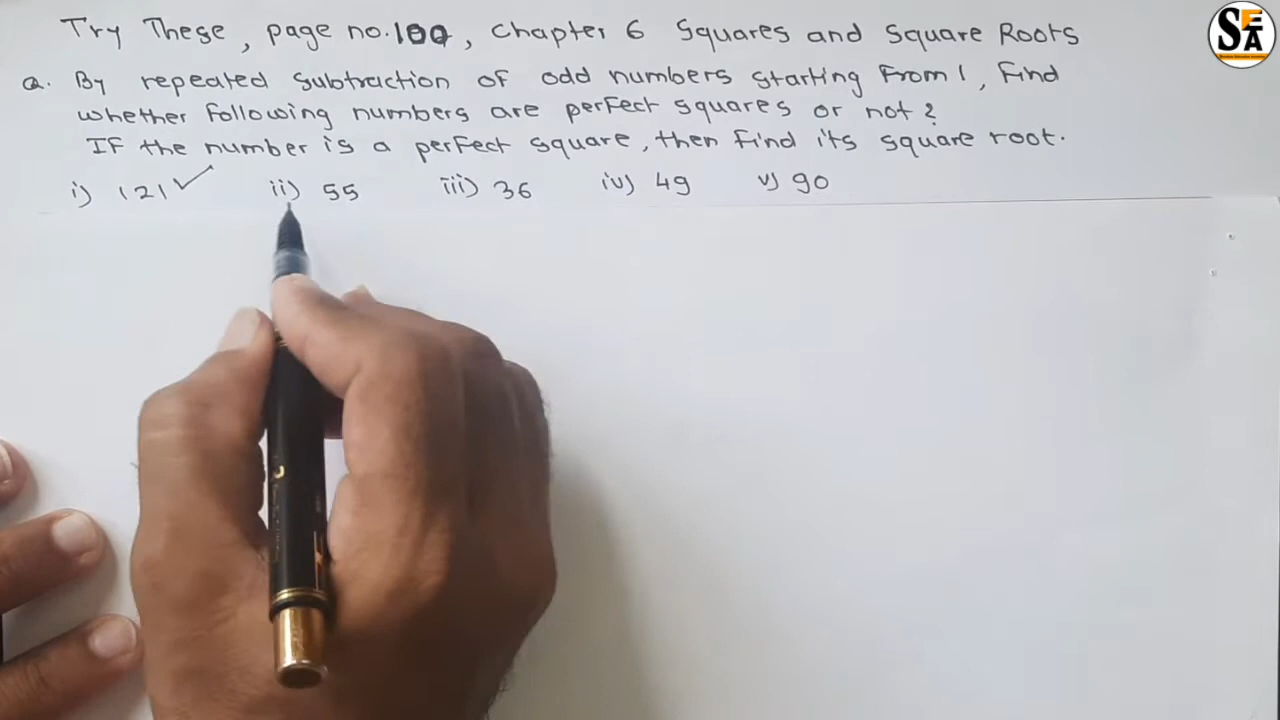 Try These, page no.100, Chapter 6 Squares and Square Roots
Q. By repeated subtraction of odd numbers starting from 1, Find
whether following numbers are perfect squares or not?
If the number is a perfect square, then find its square root.
i) 121✓ ii) 55 iii) 36 iv) 49 v) 90
SEFA